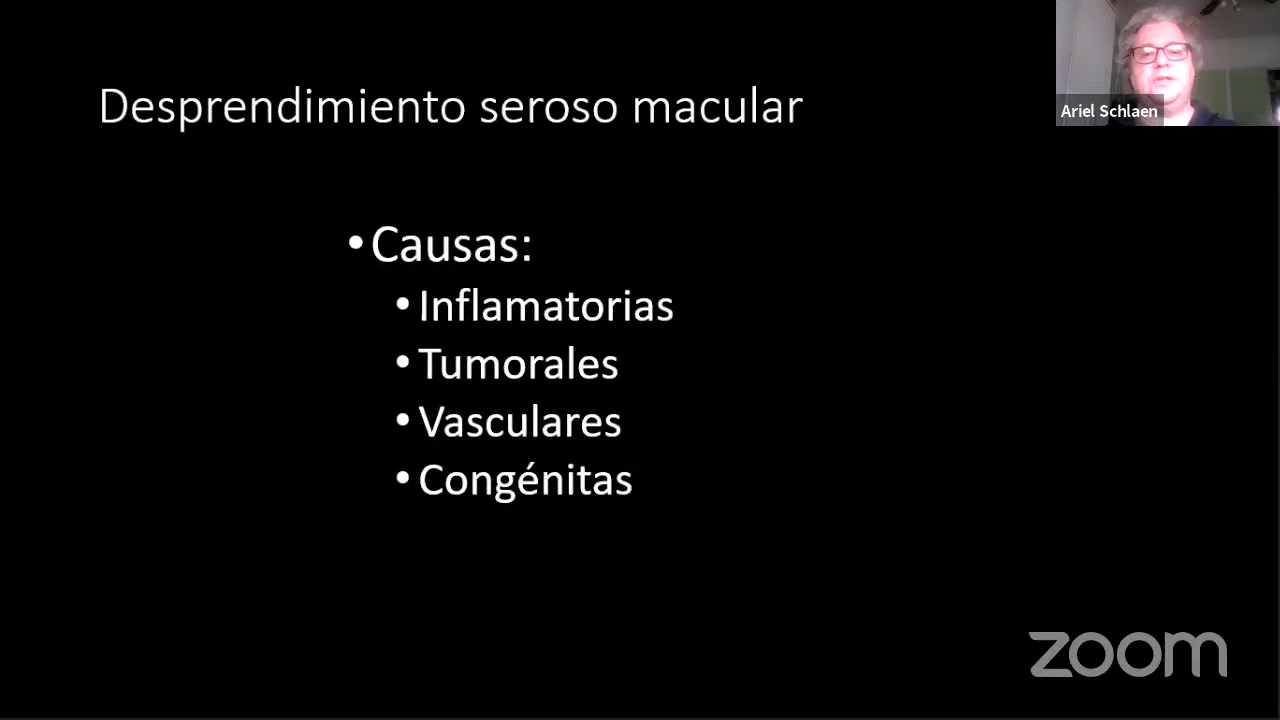 Desprendimiento seroso macular
Ariel Schlaen
•Causas:
•Inflamatorias
•Tumorales
•Vasculares
•Congénitas
zoom